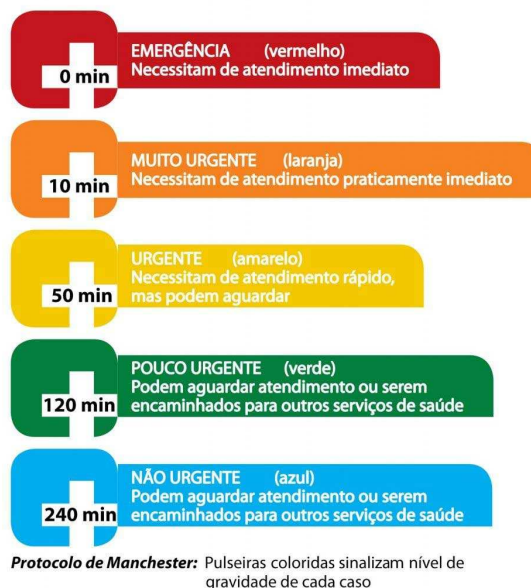 EMERGÊNCIA (vermelho)
Necessitam de atendimento imediato
0 min
MUITO URGENTE (laranja)
Necessitam de atendimento praticamente imediato
10 min
URGENTE (amarelo)
Necessitam de atendimento rápido,
mas podem aguardar
50 min
POUCO URGENTE (verde)
Podem aguardar atendimento ou serem
encaminhados para outros serviços de saúde
120 min
NÃO URGENTE (azul)
Podem aguardar atendimento ou serem
encaminhados para outros serviços de saúde
240 min
Protocolo de Manchester: Pulseiras coloridas sinalizam nível de
gravidade de cada caso